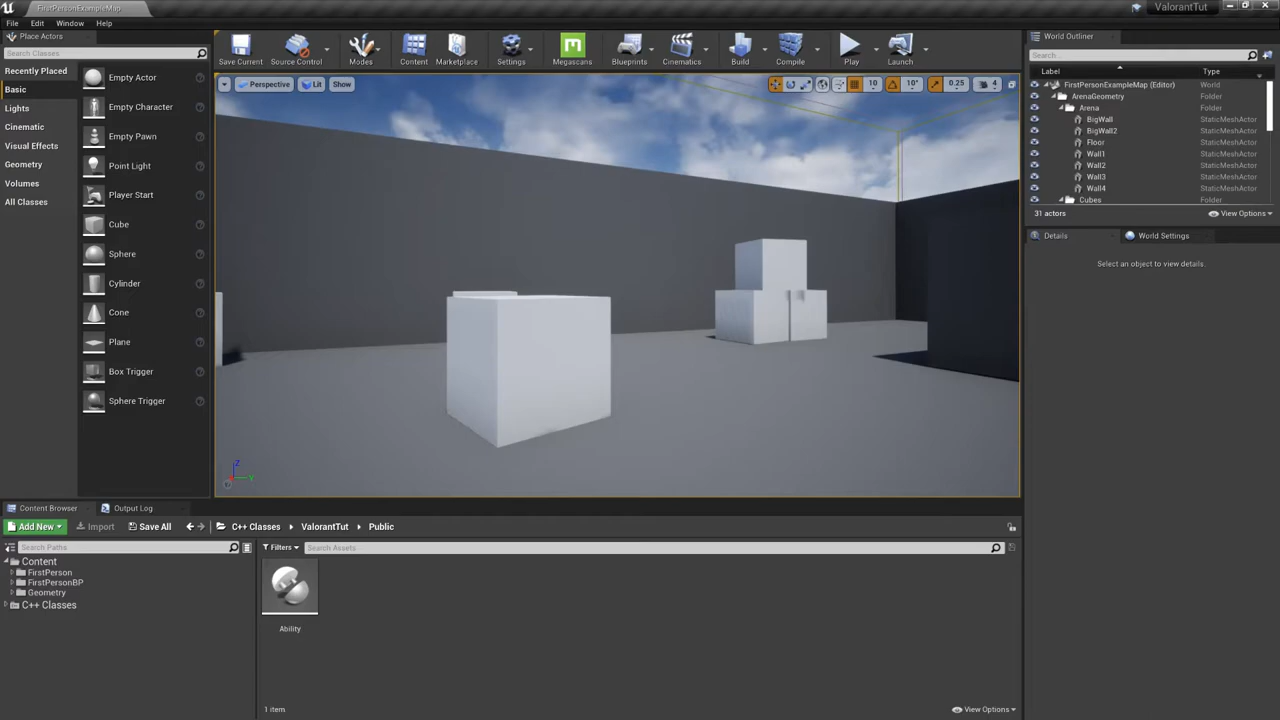 FirstPersonExampleMap
ValorantTut
File Edit Window Help
Place Actors
Search Classes
Recently Placed
Basic
Lights
Cinematic
Visual Effects
Geometry
Volumes
All Classes
Empty Actor
Empty Character
Empty Pawn
Point Light
Player Start
Cube
Sphere
Cylinder
Cone
Plane
Box Trigger
Sphere Trigger
Save Current
Source Control
Modes
Content
Marketplace
Settings
Megascans
Blueprints
Cinematics
Build
Compile
Play
Launch
Perspective
Lit
Show
10
10°
0.25
4
Z
Y
World Outliner
Search...
Label Type
FirstPersonExampleMap (Editor) World
ArenaGeometry Folder
Arena Folder
BigWall StaticMeshActor
BigWall2 StaticMeshActor
Floor StaticMeshActor
Wall1 StaticMeshActor
Wall2 StaticMeshActor
Wall3 StaticMeshActor
Wall4 StaticMeshActor
Cubes Folder
31 actors
View Options
Details
World Settings
Select an object to view details.
Content Browser
Output Log
Add New
Import
Save All
C++ Classes
ValorantTut
Public
Search Paths
Content
FirstPerson
FirstPersonBP
Geometry
C++ Classes
Filters
Search Assets
Ability
1 item
View Options